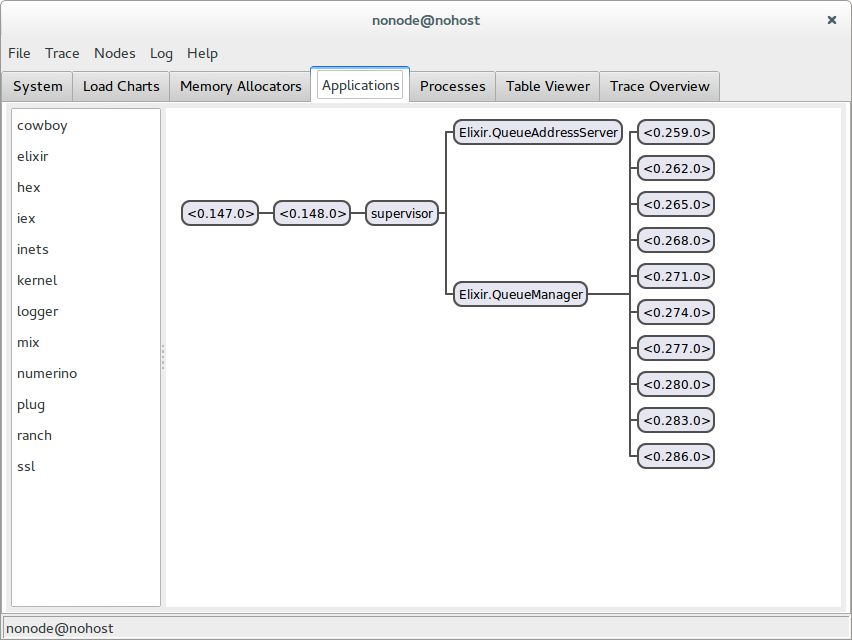 nonode@nohost
File Trace Nodes Log Help
System Load Charts Memory Allocators Applications Processes Table Viewer Trace Overview
cowboy
elixir
hex
iex
inets
kernel
logger
mix
numerino
plug
ranch
ssl
<0.147.0> <0.148.0> supervisor
Elixir.QueueAddressServer
Elixir.QueueManager
<0.259.0>
<0.262.0>
<0.265.0>
<0.268.0>
<0.271.0>
<0.274.0>
<0.277.0>
<0.280.0>
<0.283.0>
<0.286.0>
nonode@nohost